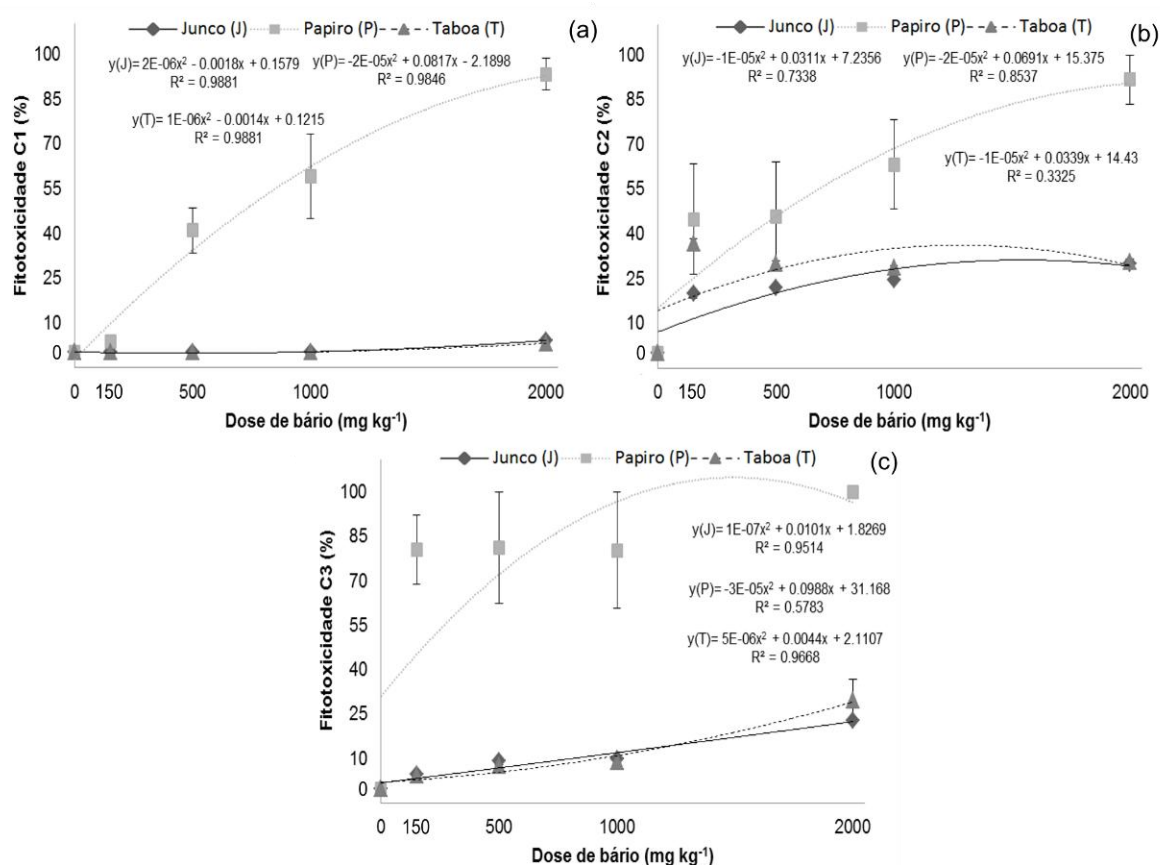 Junco (J) Papiro (P) Taboa (T)
(a)
y(J)= 2E-06x² - 0.0018x + 0.1579
R² = 0.9881
y(P)= -2E-05x² + 0.0817x - 2.1898
R² = 0.9846
y(T)= 1E-06x² - 0.0014x + 0.1215
R² = 0.9881
Fitotoxicidade C1 (%)
100
85
70
55
40
25
10
0
0 150 500 1000 2000
Dose de bário (mg kg⁻¹)
Junco (J) Papiro (P) Taboa (T)
(b)
y(J)= -1E-05x² + 0.0311x + 7.2356
R² = 0.7338
y(P)= -2E-05x² + 0.0691x + 15.375
R² = 0.8537
y(T)= -1E-05x² + 0.0339x + 14.43
R² = 0.3325
Fitotoxicidade C2 (%)
100
85
70
55
40
25
10
0
0 150 500 1000 2000
Dose de bário (mg kg⁻¹)
Junco (J) Papiro (P) Taboa (T)
(c)
y(J)= 1E-07x² + 0.0101x + 1.8269
R² = 0.9514
y(P)= -3E-05x² + 0.0988x + 31.168
R² = 0.5783
y(T)= 5E-06x² + 0.0044x + 2.1107
R² = 0.9668
Fitotoxicidade C3 (%)
100
85
70
55
40
25
10
0
0 150 500 1000 2000
Dose de bário (mg kg⁻¹)